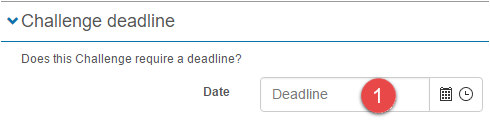 Challenge deadline
Does this Challenge require a deadline?
Date Deadline 1